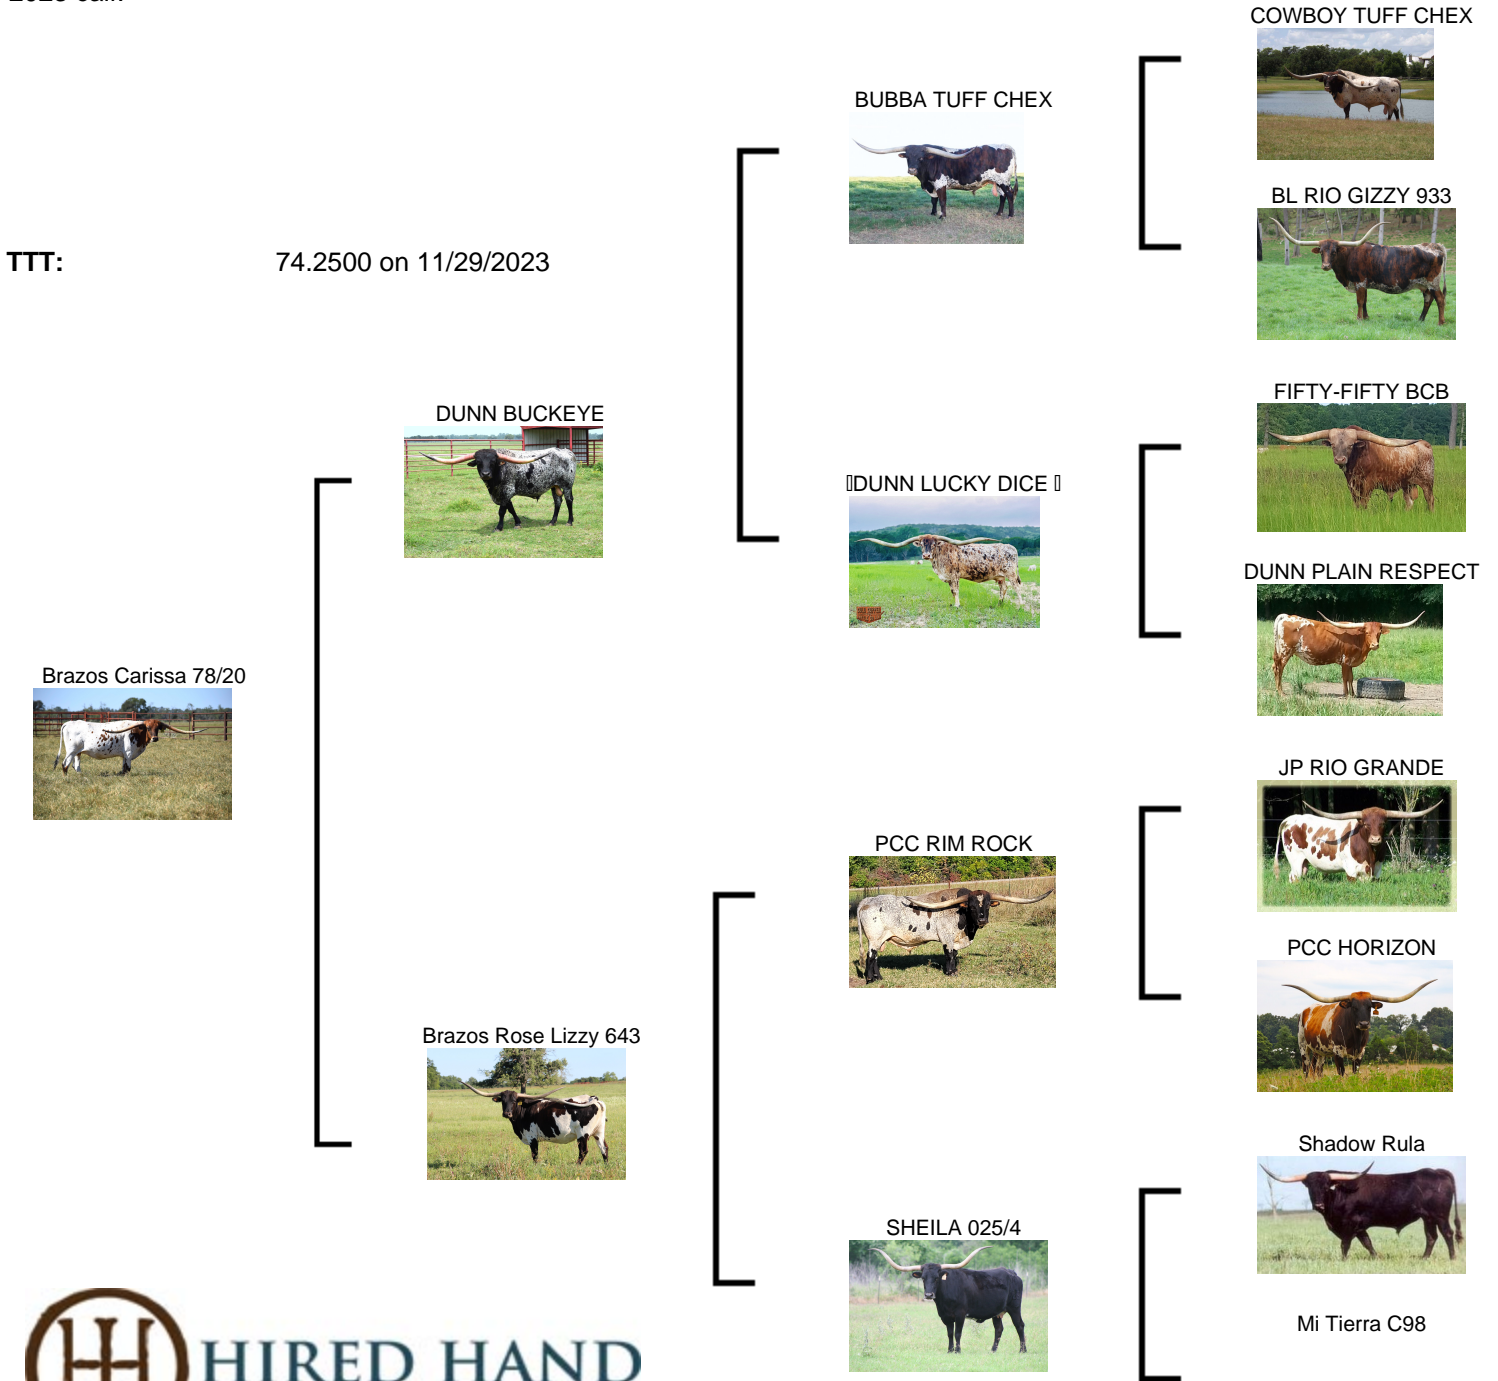 COWBOY TUFF CHEX
BUBBA TUFF CHEX
BL RIO GIZZY 933
TTT: 74.2500 on 11/29/2023
FIFTY-FIFTY BCB
DUNN BUCKEYE
DUNN LUCKY DICE
DUNN PLAIN RESPECT
Brazos Carissa 78/20
JP RIO GRANDE
PCC RIM ROCK
PCC HORIZON
Brazos Rose Lizzy 643
Shadow Rula
SHEILA 025/4
Mi Tierra C98
HIRED HAND